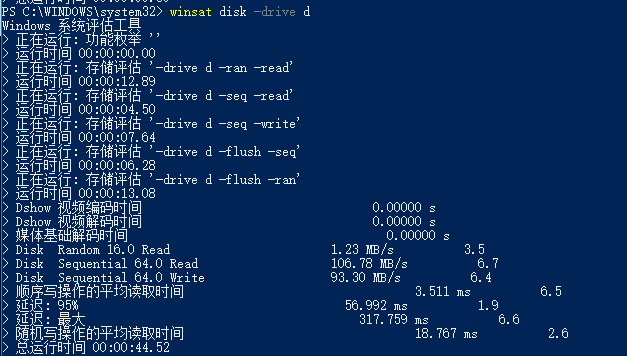 PS C:\WINDOWS\system32> winsat disk -drive d
Windows 系统评估工具
> 正在运行: 功能枚举 ''
> 运行时间 00:00:00.00
> 正在运行: 存储评估 '-drive d -ran -read'
> 运行时间 00:00:12.89
> 正在运行: 存储评估 '-drive d -seq -read'
> 运行时间 00:00:04.50
> 正在运行: 存储评估 '-drive d -seq -write'
> 运行时间 00:00:07.64
> 正在运行: 存储评估 '-drive d -flush -seq'
> 运行时间 00:00:06.28
> 正在运行: 存储评估 '-drive d -flush -ran'
> 运行时间 00:00:13.08
> Dshow 视频编码时间 0.00000 s
> Dshow 视频解码时间 0.00000 s
> 媒体基础解码时间 0.00000 s
> Disk Random 16.0 Read 1.23 MB/s 3.5
> Disk Sequential 64.0 Read 106.78 MB/s 6.7
> Disk Sequential 64.0 Write 93.30 MB/s 6.4
> 顺序写操作的平均读取时间 3.511 ms 6.5
> 延迟: 95% 56.992 ms 1.9
> 延迟: 最大 317.759 ms 6.6
> 随机写操作的平均读取时间 18.767 ms 2.6
> 总运行时间 00:00:44.52